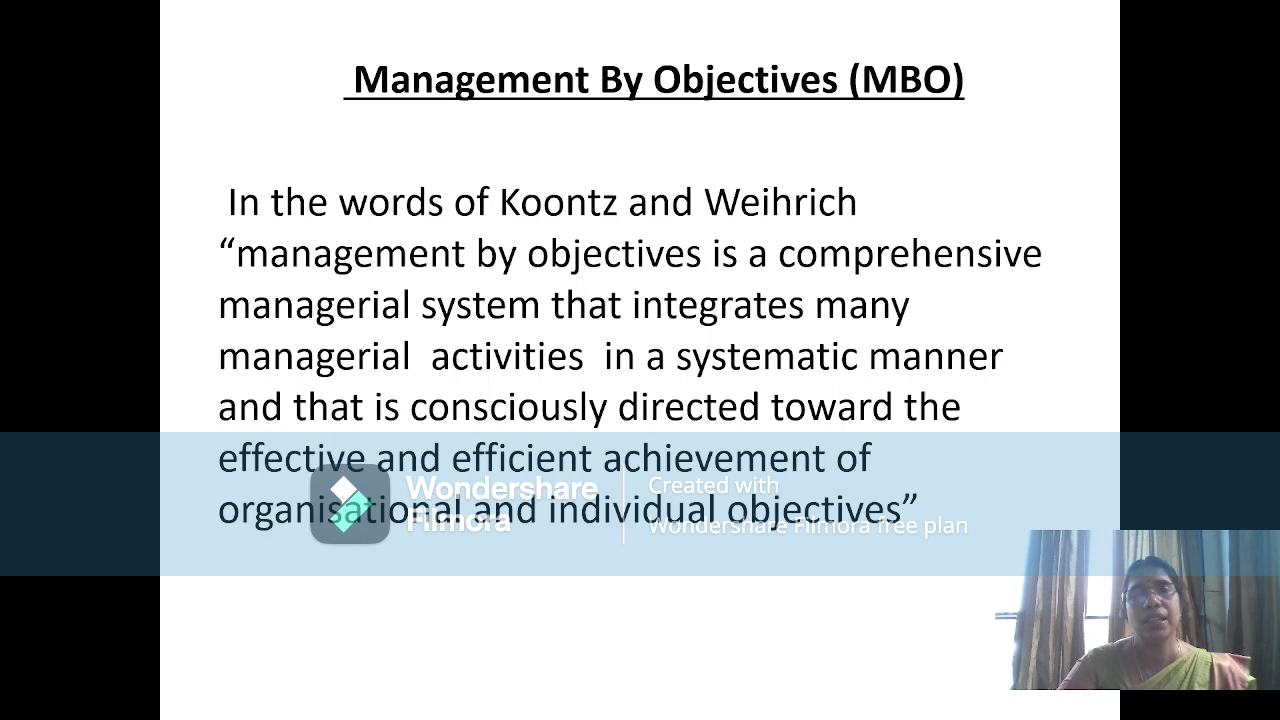 Management By Objectives (MBO)
In the words of Koontz and Weihrich
“management by objectives is a comprehensive
managerial system that integrates many
managerial activities in a systematic manner
and that is consciously directed toward the
effective and efficient achievement of
organisational and individual objectives”
Wondershare
Filmora
Created with
Wondershare Filmora free plan